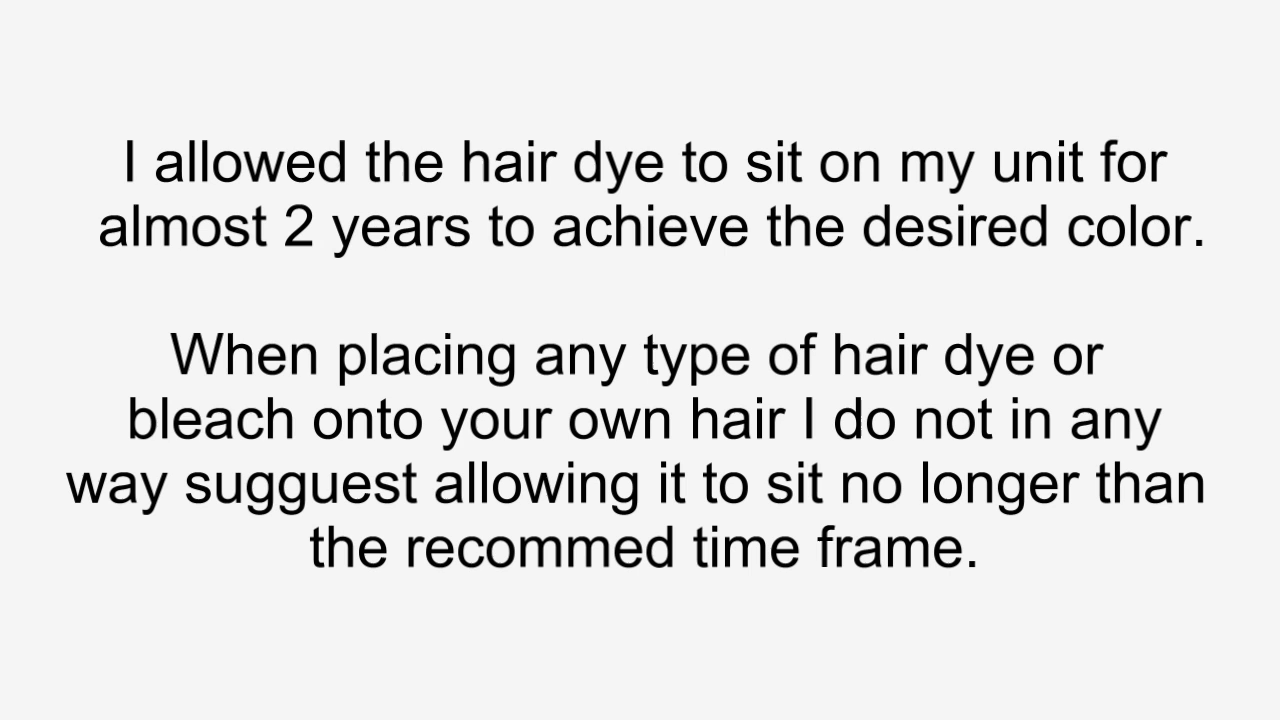 I allowed the hair dye to sit on my unit for
almost 2 years to achieve the desired color.
When placing any type of hair dye or
bleach onto your own hair I do not in any
way sugguest allowing it to sit no longer than
the recommed time frame.